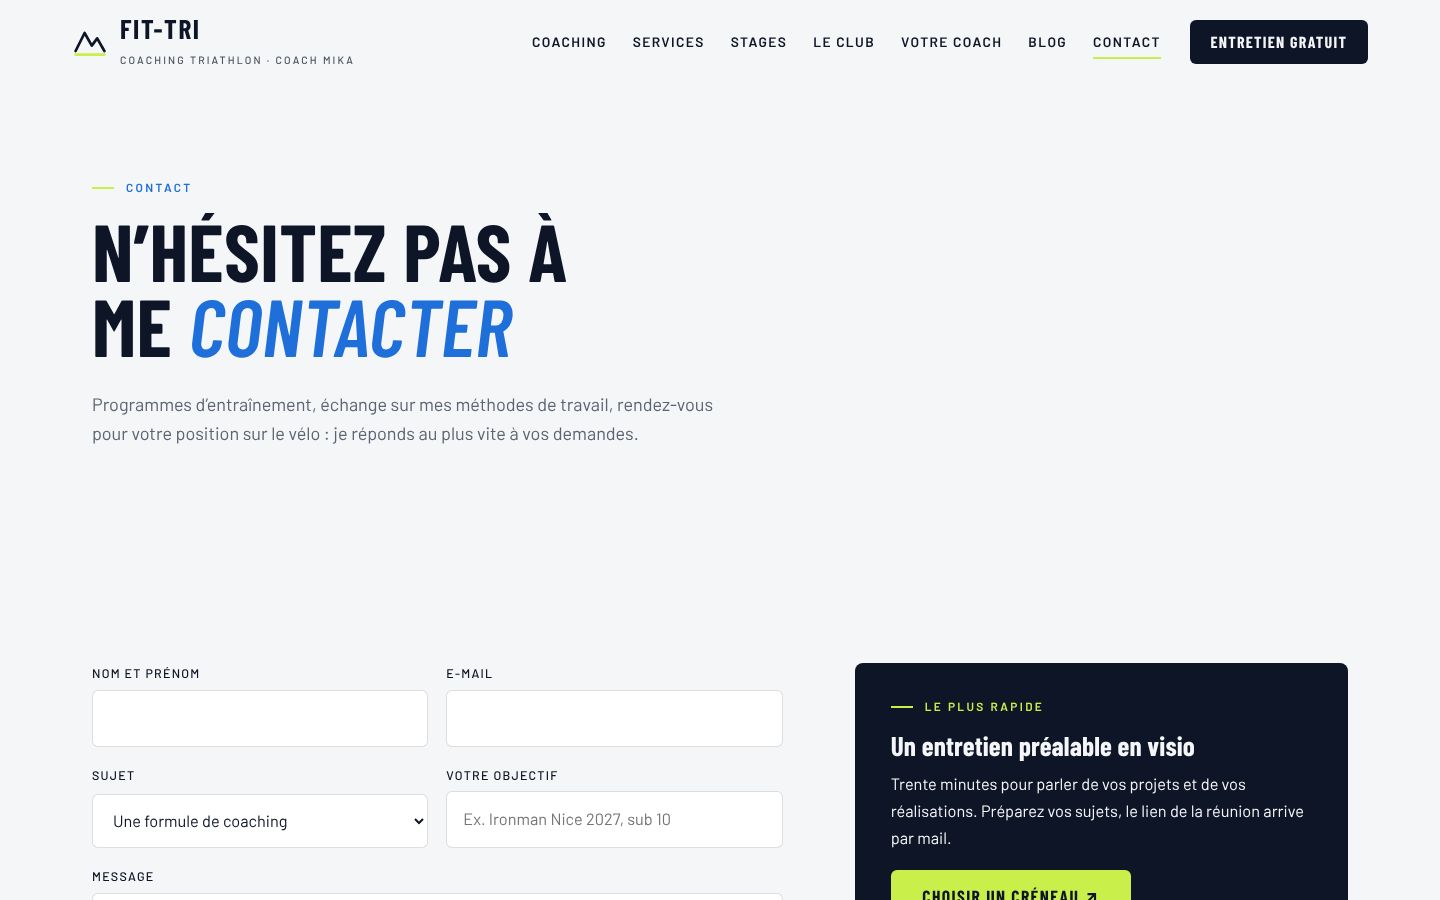 FIT-TRI
COACHING TRIATHLON · COACH MIKA
COACHING
SERVICES
STAGES
LE CLUB
VOTRE COACH
BLOG
CONTACT
ENTRETIEN GRATUIT
CONTACT
N’HÉSITEZ PAS À
ME CONTACTER
Programmes d’entraînement, échange sur mes méthodes de travail, rendez-vous
pour votre position sur le vélo : je réponds au plus vite à vos demandes.
NOM ET PRÉNOM
E-MAIL
SUJET
Une formule de coaching
VOTRE OBJECTIF
Ex. Ironman Nice 2027, sub 10
MESSAGE
LE PLUS RAPIDE
Un entretien préalable en visio
Trente minutes pour parler de vos projets et de vos
réalisations. Préparez vos sujets, le lien de la réunion arrive
par mail.
CHOISIR UN CRÉNEAU ↗